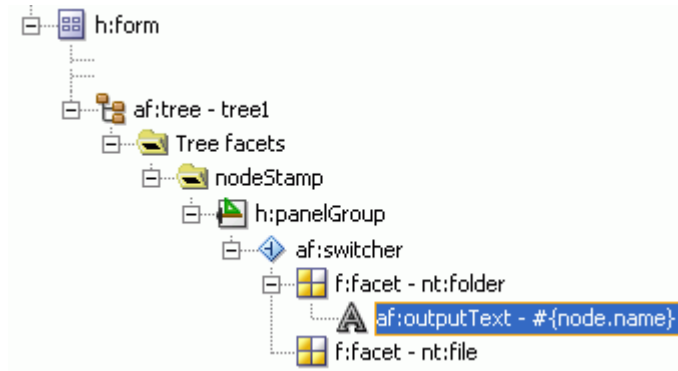 h:form
af:tree - tree1
Tree facets
nodeStamp
h:panelGroup
af:switcher
f:facet - nt:folder
af:outputText - #{node.name}
f:facet - nt:file